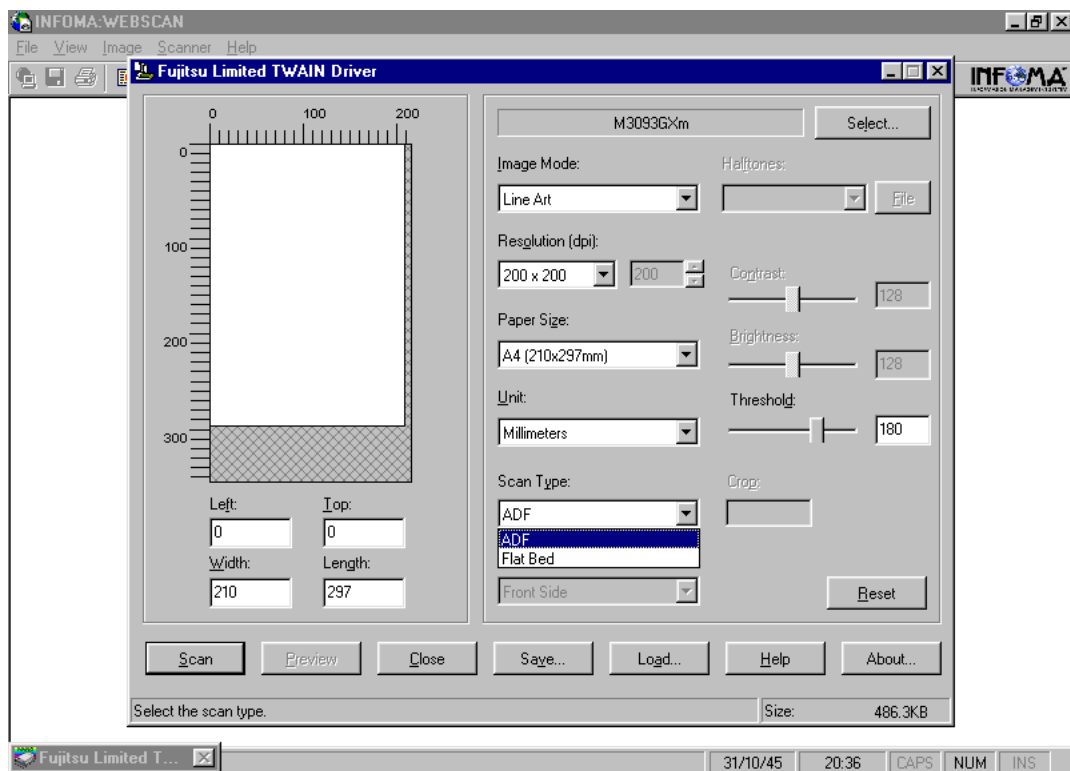 INFOMA:WEBSCAN
File View Image Scanner Help
Fujitsu Limited TWAIN Driver
INFOMA
0 100 200
0
100
200
300
Left: Top:
0 0
Width: Length:
210 297
M3093GXm Select...
Image Mode: Halftones:
Line Art File
Resolution (dpi):
200 x 200 200
Contrast:
128
Paper Size:
A4 (210x297mm)
Brightness:
128
Unit: Threshold:
Millimeters 180
Scan Type: Crop:
ADF
ADF
Flat Bed
Front Side
Reset
Scan Preview Close Save... Load... Help About...
Select the scan type. Size: 486.3KB
Fujitsu Limited T... 31/10/45 20:36 CAPS NUM INS